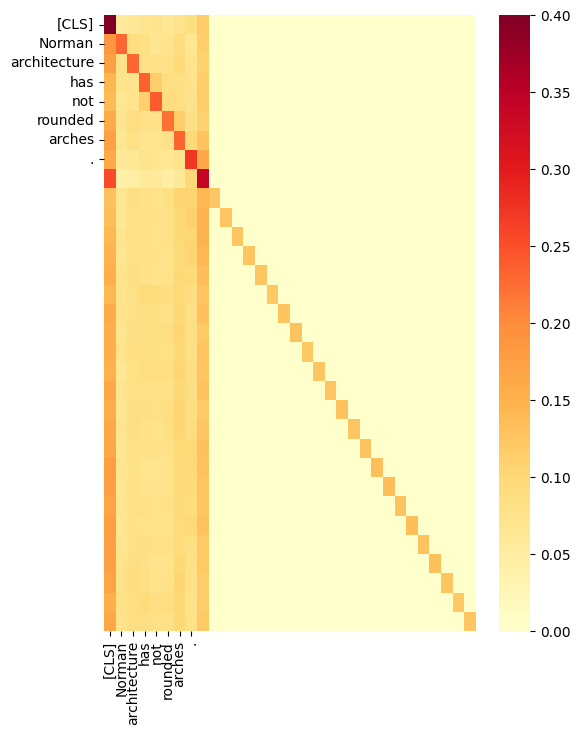 [CLS]
Norman
architecture
has
not
rounded
arches
.
0.40
0.35
0.30
0.25
0.20
0.15
0.10
0.05
0.00
[CLS]
Norman
architecture
has
not
rounded
arches
.